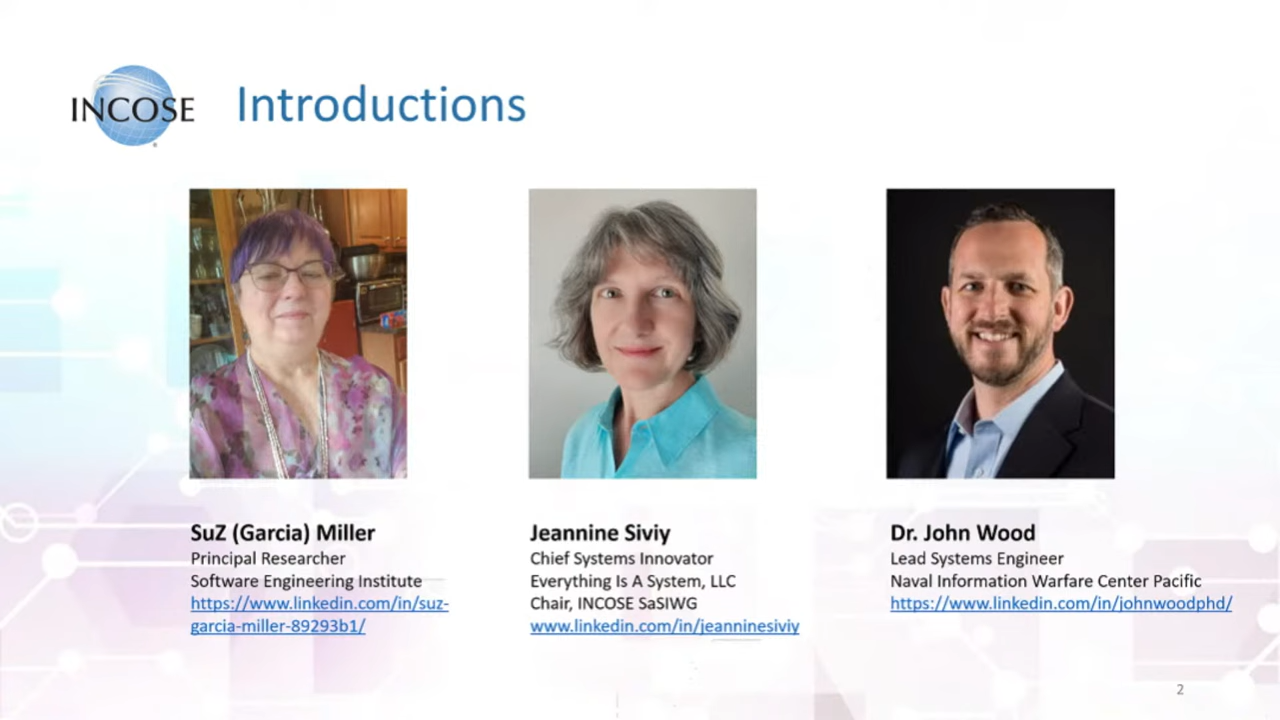 INCOSE
Introductions
SuZ (Garcia) Miller
Principal Researcher
Software Engineering Institute
https://www.linkedin.com/in/suz-
garcia-miller-89293b1/
Jeannine Siviy
Chief Systems Innovator
Everything Is A System, LLC
Chair, INCOSE SaSIWG
www.linkedin.com/in/jeanninesiviy
Dr. John Wood
Lead Systems Engineer
Naval Information Warfare Center Pacific
https://www.linkedin.com/in/johnwoodphd/
2